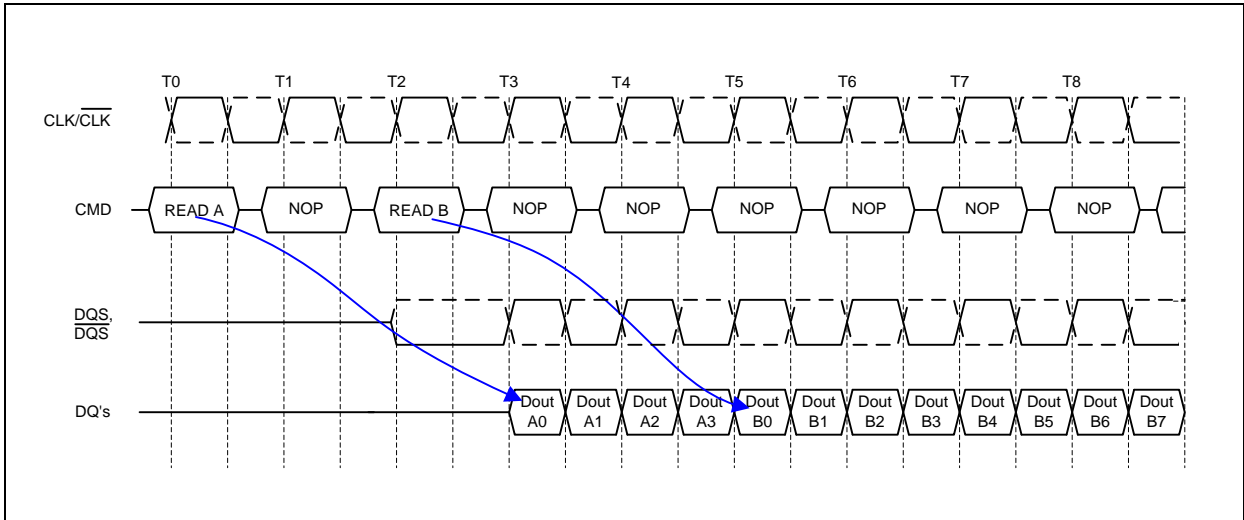 T0 T1 T2 T3 T4 T5 T6 T7 T8
CLK/CLK
CMD READ A NOP READ B NOP NOP NOP NOP NOP NOP
DQS,
DQS
DQ's
Dout Dout Dout Dout Dout Dout Dout Dout Dout Dout Dout Dout
A0 A1 A2 A3 B0 B1 B2 B3 B4 B5 B6 B7